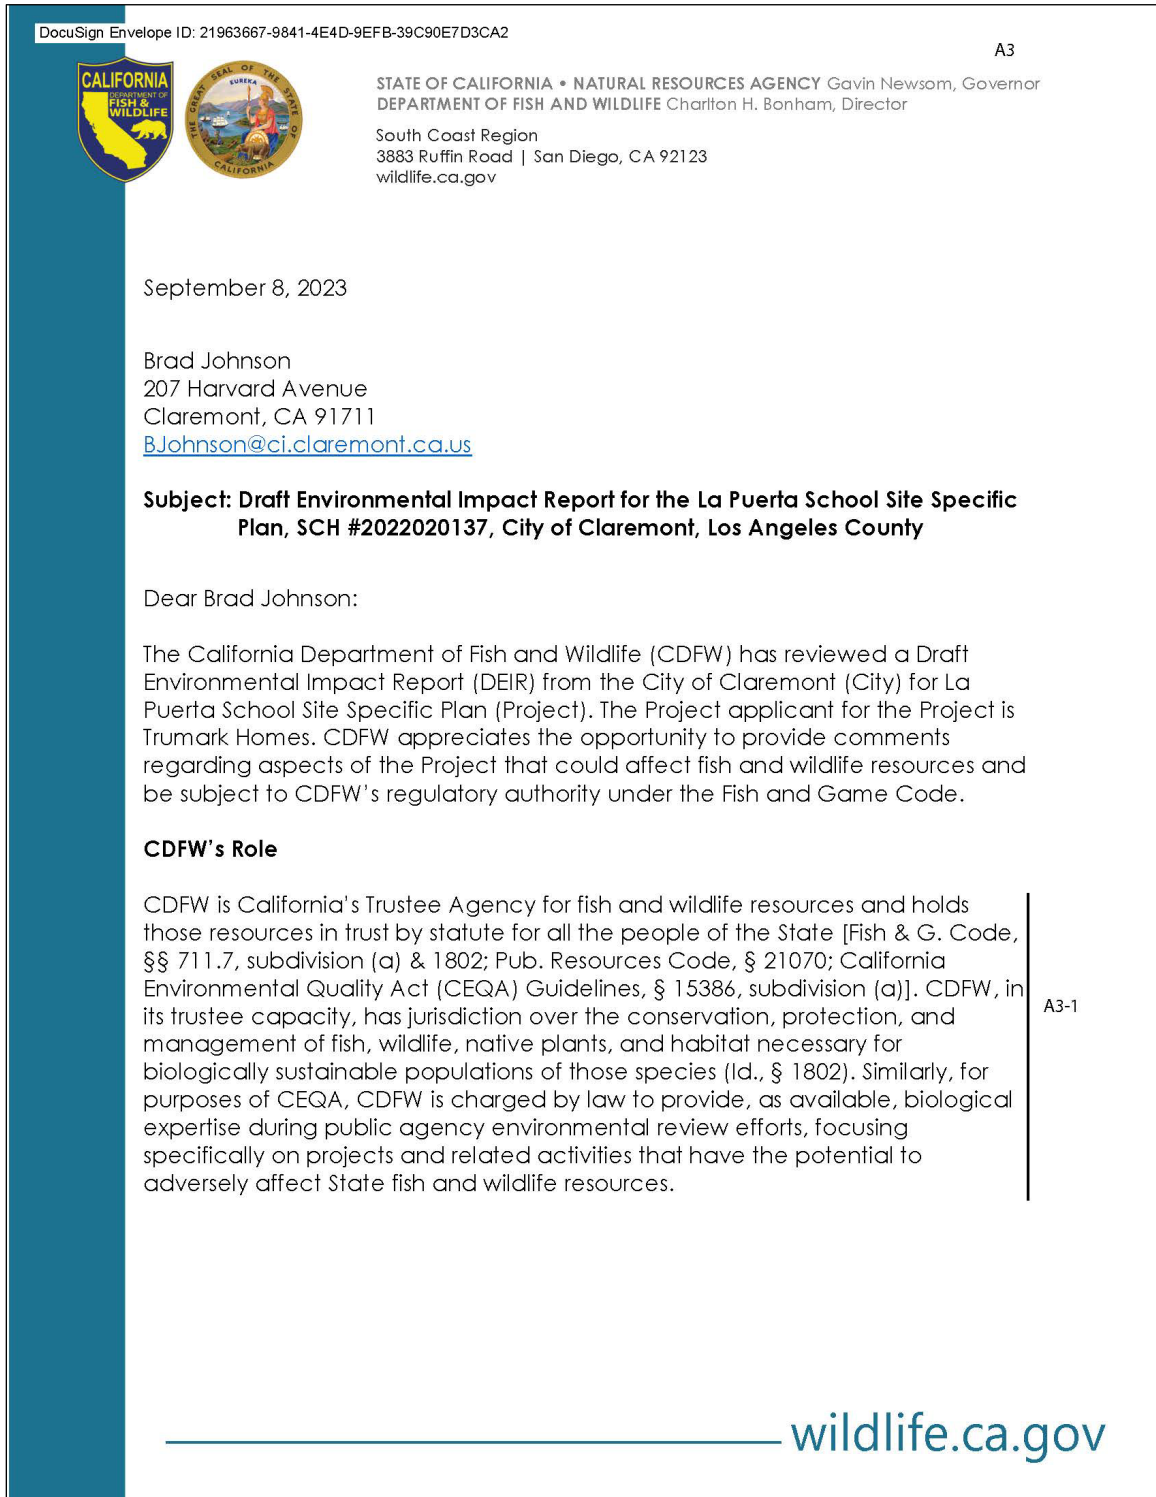 DocuSign Envelope ID: 21963667-9841-4E4D-9EFB-39C90E7D3CA2
A3
CALIFORNIA
DEPARTMENT OF
FISH &
WILDLIFE
THE GREAT SEAL OF THE STATE OF CALIFORNIA
EUREKA
STATE OF CALIFORNIA • NATURAL RESOURCES AGENCY Gavin Newsom, Governor
DEPARTMENT OF FISH AND WILDLIFE Charlton H. Bonham, Director
South Coast Region
3883 Ruffin Road | San Diego, CA 92123
wildlife.ca.gov
September 8, 2023
Brad Johnson
207 Harvard Avenue
Claremont, CA 91711
BJohnson@ci.claremont.ca.us
Subject: Draft Environmental Impact Report for the La Puerta School Site Specific
Plan, SCH #2022020137, City of Claremont, Los Angeles County
Dear Brad Johnson:
The California Department of Fish and Wildlife (CDFW) has reviewed a Draft
Environmental Impact Report (DEIR) from the City of Claremont (City) for La
Puerta School Site Specific Plan (Project). The Project applicant for the Project is
Trumark Homes. CDFW appreciates the opportunity to provide comments
regarding aspects of the Project that could affect fish and wildlife resources and
be subject to CDFW's regulatory authority under the Fish and Game Code.
CDFW's Role
CDFW is California's Trustee Agency for fish and wildlife resources and holds
those resources in trust by statute for all the people of the State [Fish & G. Code,
§§ 711.7, subdivision (a) & 1802; Pub. Resources Code, § 21070; California
Environmental Quality Act (CEQA) Guidelines, § 15386, subdivision (a)]. CDFW, in
its trustee capacity, has jurisdiction over the conservation, protection, and
management of fish, wildlife, native plants, and habitat necessary for
biologically sustainable populations of those species (Id., § 1802). Similarly, for
purposes of CEQA, CDFW is charged by law to provide, as available, biological
expertise during public agency environmental review efforts, focusing
specifically on projects and related activities that have the potential to
adversely affect State fish and wildlife resources.
A3-1
wildlife.ca.gov